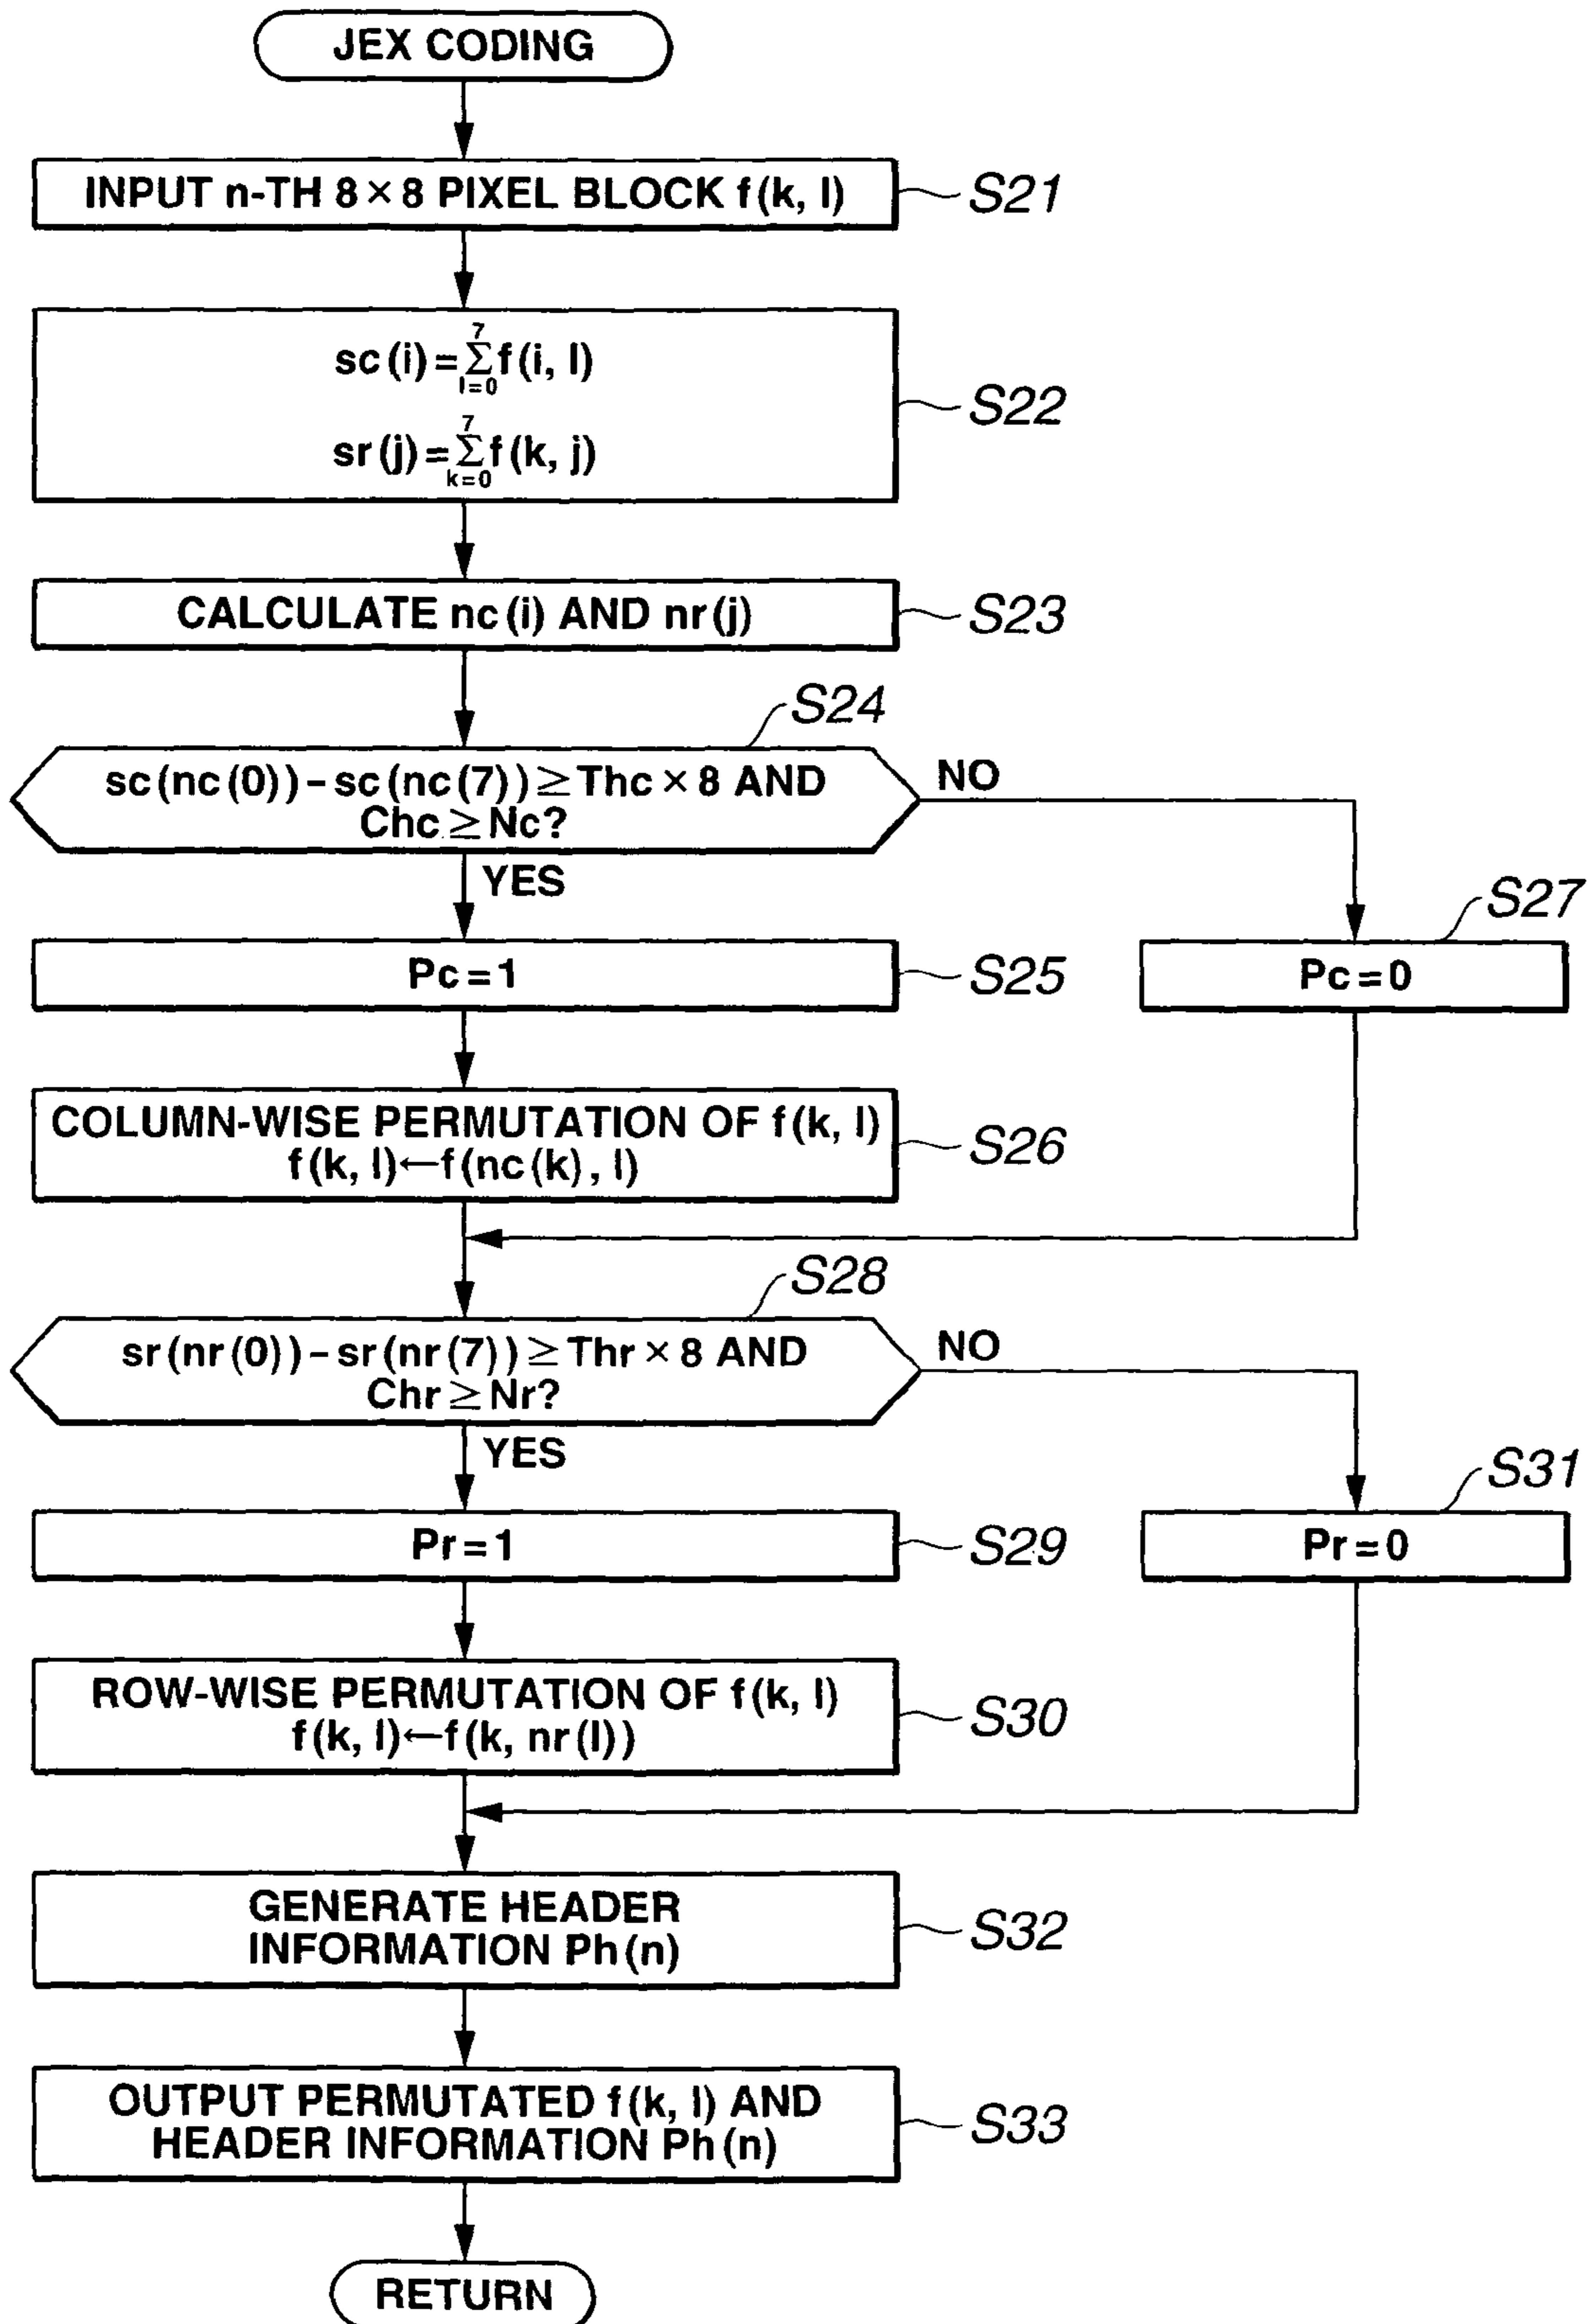 JEX CODING
INPUT n-TH 8×8 PIXEL BLOCK f(k, l)
S21
sc(i)=Σ(l=0 to 7) f(i, l)
sr(j)=Σ(k=0 to 7) f(k, j)
S22
CALCULATE nc(i) AND nr(j)
S23
S24
sc(nc(0))-sc(nc(7))≧Thc×8 AND
Chc≧Nc?
NO
YES
S27
Pc=1
S25
Pc=0
COLUMN-WISE PERMUTATION OF f(k, l)
f(k, l)←f(nc(k), l)
S26
S28
sr(nr(0))-sr(nr(7))≧Thr×8 AND
Chr≧Nr?
NO
YES
S31
Pr=1
S29
Pr=0
ROW-WISE PERMUTATION OF f(k, l)
f(k, l)←f(k, nr(l))
S30
GENERATE HEADER
INFORMATION Ph(n)
S32
OUTPUT PERMUTATED f(k, l) AND
HEADER INFORMATION Ph(n)
S33
RETURN